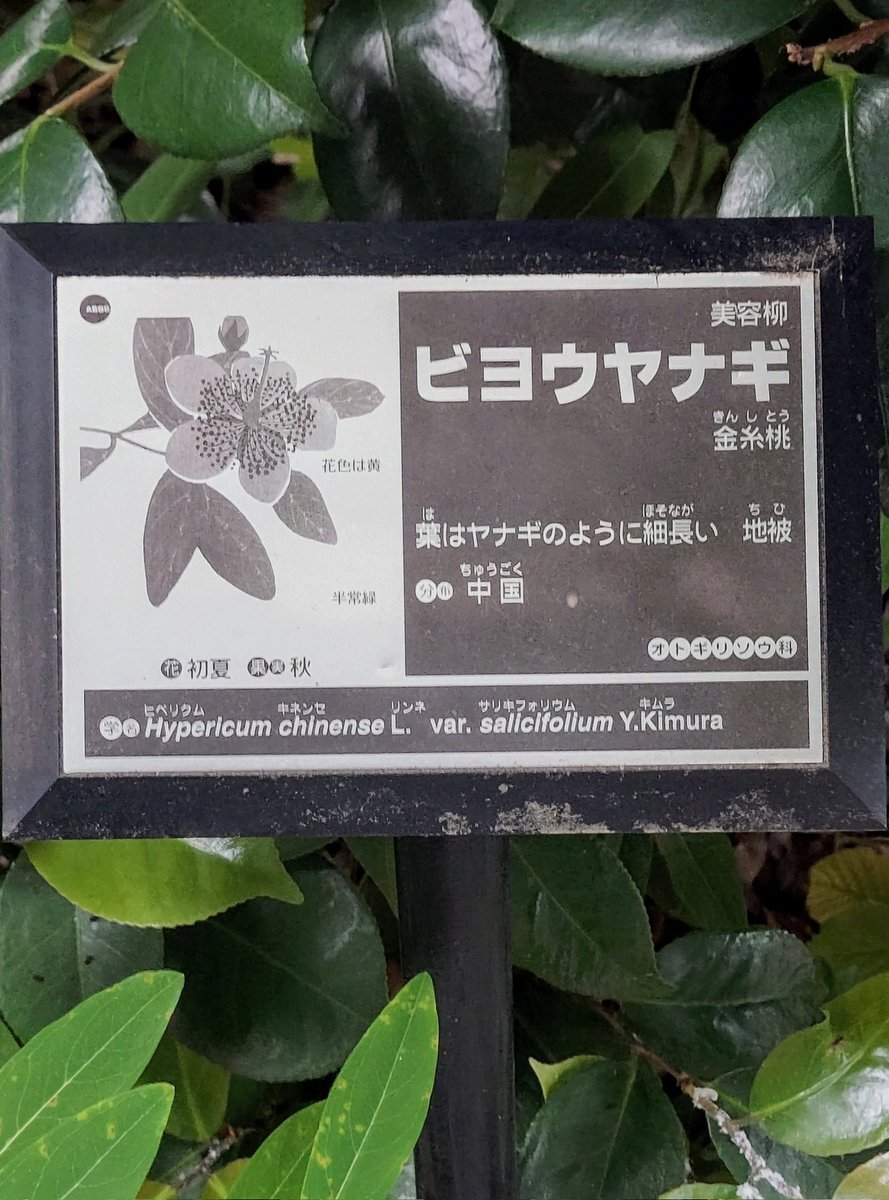 ABOC
花色は黄
半常緑
花 初夏 果実 秋
美容柳
ビヨウヤナギ
きんしとう
金糸桃
は ほそなが ちひ
葉はヤナギのように細長い 地被
ちゅうごく
分布 中国
オトギリソウ科
ヒペリクム キネンセ リンネ サリキフォリウム キムラ
学名 Hypericum chinense L. var. salicifolium Y.Kimura